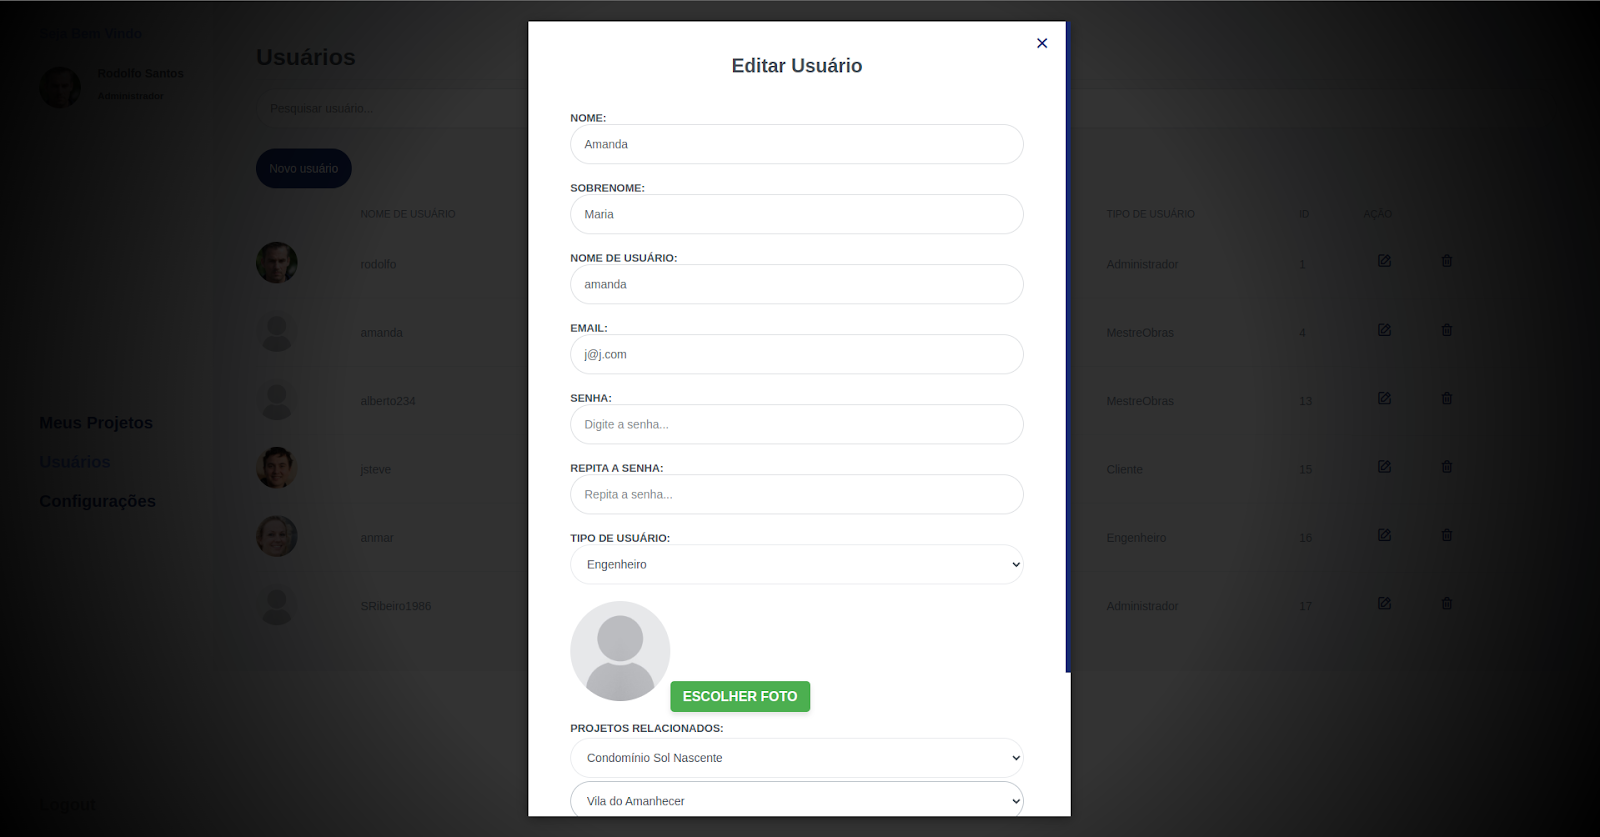 Seja Bem Vindo
Rodolfo Santos
Administrador
Meus Projetos
Usuários
Configurações
Logout
Usuários
Pesquisar usuário...
Novo usuário
NOME DE USUÁRIO
TIPO DE USUÁRIO
ID
AÇÃO
rodolfo
Administrador
1
amanda
MestreObras
4
alberto234
MestreObras
13
jsteve
Cliente
15
anmar
Engenheiro
16
SRibeiro1986
Administrador
17
Editar Usuário
NOME:
Amanda
SOBRENOME:
Maria
NOME DE USUÁRIO:
amanda
EMAIL:
j@j.com
SENHA:
Digite a senha...
REPITA A SENHA:
Repita a senha...
TIPO DE USUÁRIO:
Engenheiro
ESCOLHER FOTO
PROJETOS RELACIONADOS:
Condomínio Sol Nascente
Vila do Amanhecer